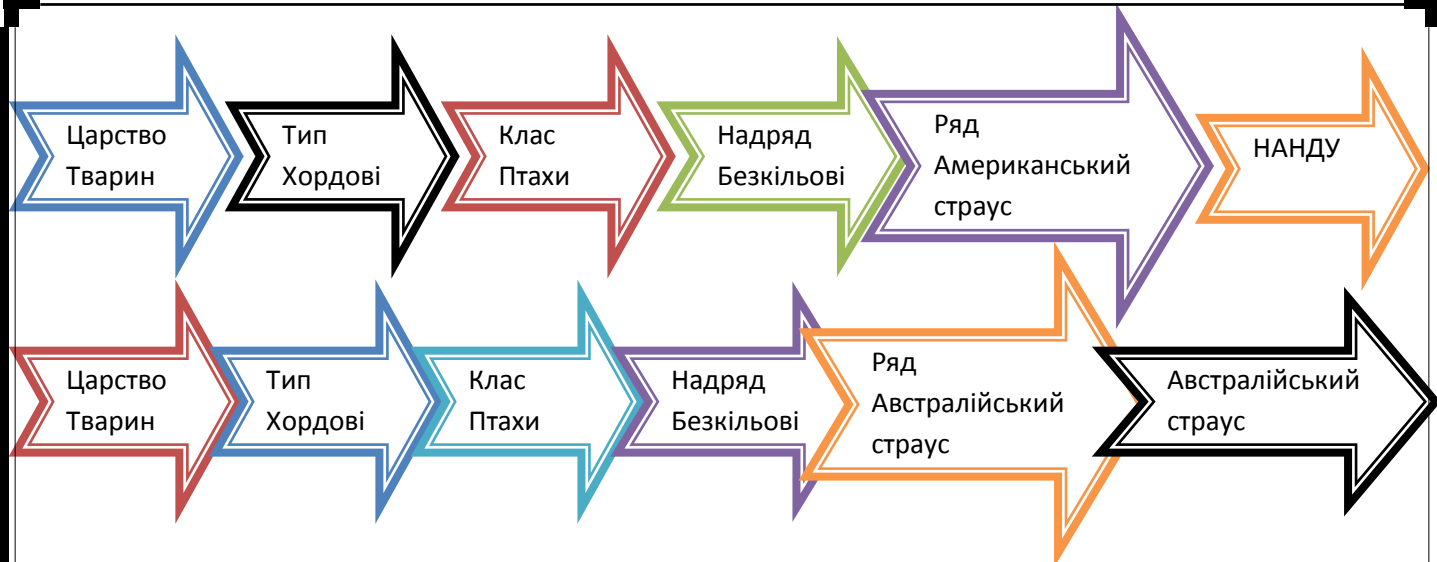 Царство
Тварин
Тип
Хордові
Клас
Птахи
Надряд
Безкільові
Ряд
Американський
страус
НАНДУ
Царство
Тварин
Тип
Хордові
Клас
Птахи
Надряд
Безкільові
Ряд
Австралійський
страус
Австралійський
страус